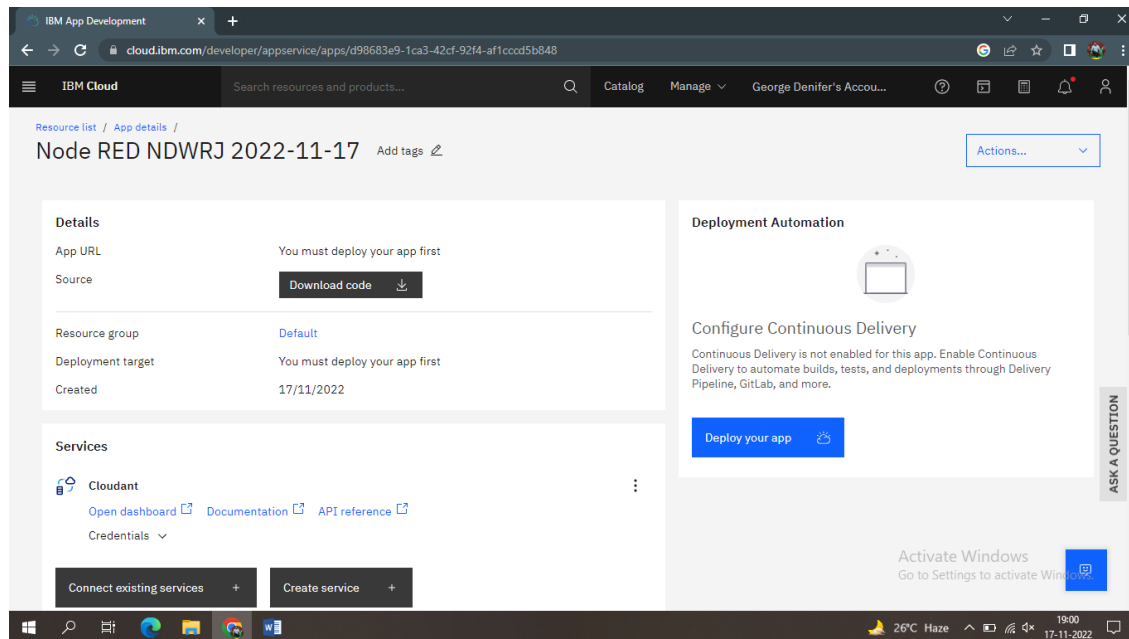 IBM App Development
cloud.ibm.com/developer/appservice/apps/d98683e9-1ca3-42cf-92f4-af1cccd5b848
IBM Cloud
Search resources and products...
Catalog
Manage
George Denifer's Accou...
Resource list / App details /
Node RED NDWRJ 2022-11-17
Add tags
Actions...
Details
App URL
You must deploy your app first
Source
Download code
Resource group
Default
Deployment target
You must deploy your app first
Created
17/11/2022
Services
Cloudant
Open dashboard
Documentation
API reference
Credentials
Connect existing services +
Create service +
Deployment Automation
Configure Continuous Delivery
Continuous Delivery is not enabled for this app. Enable Continuous
Delivery to automate builds, tests, and deployments through Delivery
Pipeline, GitLab, and more.
Deploy your app
ASK A QUESTION
Activate Windows
Go to Settings to activate Windows.
26°C Haze
19:00
17-11-2022